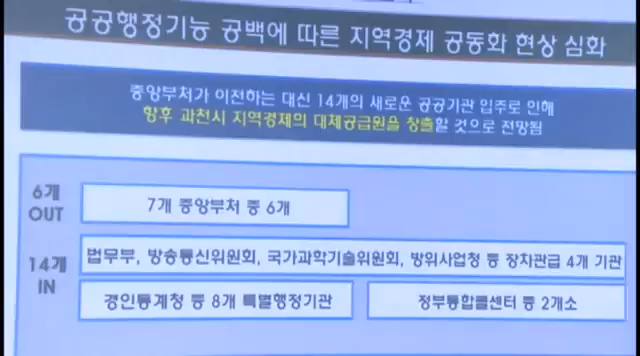 공공행정기능 공백에 따른 지역경제 공동화 현상 심화
중앙부처가 이전하는 대신 14개의 새로운 공공기관 입주로 인해
향후 과천시 지역경제의 대체공급원을 창출할 것으로 전망됨
6개
OUT
7개 중앙부처 중 6개
14개
IN
법무부, 방송통신위원회, 국가과학기술위원회, 방위사업청 등 장차관급 4개 기관
경인통계청 등 8개 특별행정기관
정부통합콜센터 등 2개소